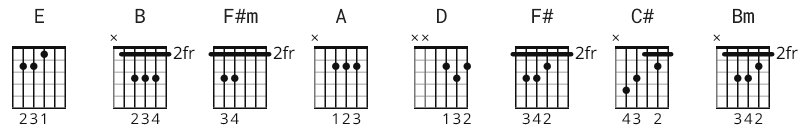 E B F#m A D F# C# Bm
× × ×× × ×
2fr 2fr 2fr 2fr
231 234 34 123 132 342 43 2 342